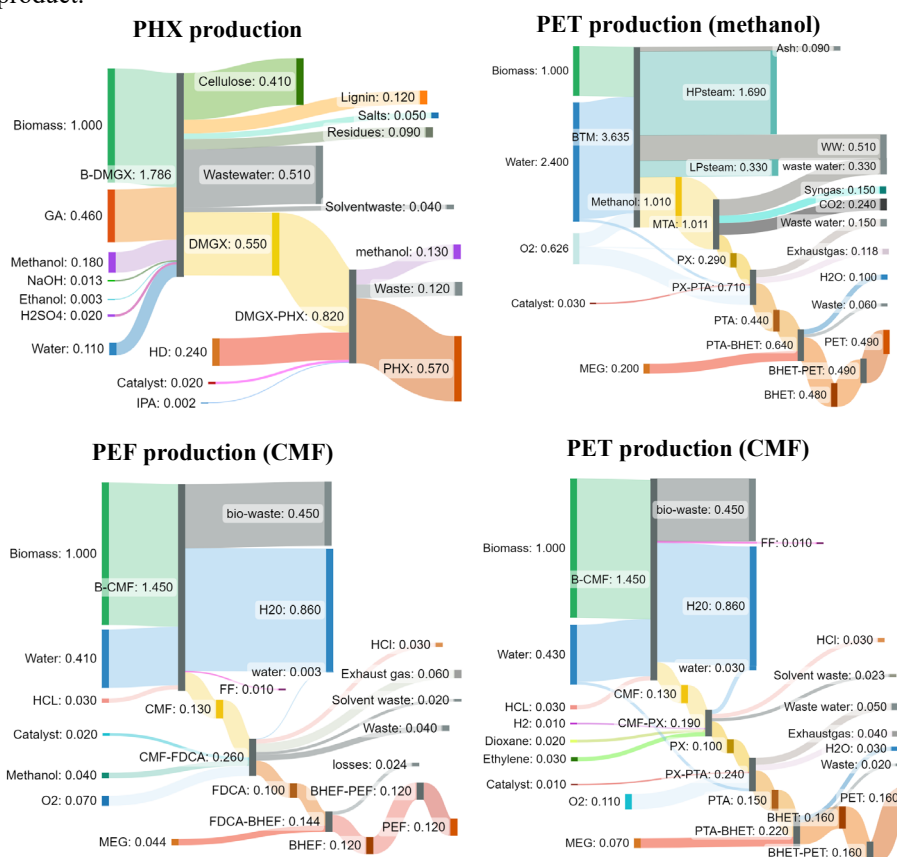 product.
PHX production
Cellulose: 0.410
Lignin: 0.120
Salts: 0.050
Residues: 0.090
Biomass: 1.000
B-DMGX: 1.786
Wastewater: 0.510
Solventwaste: 0.040
GA: 0.460
DMGX: 0.550
methanol: 0.130
Methanol: 0.180
NaOH: 0.013
Ethanol: 0.003
H2SO4: 0.020
Waste: 0.120
DMGX-PHX: 0.820
Water: 0.110
HD: 0.240
PHX: 0.570
Catalyst: 0.020
IPA: 0.002
PET production (methanol)
Ash: 0.090
Biomass: 1.000
HPsteam: 1.690
BTM: 3.635
Water: 2.400
WW: 0.510
LPsteam: 0.330
waste water: 0.330
Syngas: 0.150
Methanol: 1.010
CO2: 0.240
MTA: 1.011
Waste water: 0.150
O2: 0.626
Exhaustgas: 0.118
PX: 0.290
H2O: 0.100
PX-PTA: 0.710
Catalyst: 0.030
Waste: 0.060
PTA: 0.440
PET: 0.490
PTA-BHET: 0.640
MEG: 0.200
BHET-PET: 0.490
BHET: 0.480
PEF production (CMF)
bio-waste: 0.450
Biomass: 1.000
B-CMF: 1.450
H20: 0.860
Water: 0.410
HCl: 0.030
water: 0.003
Exhaust gas: 0.060
FF: 0.010
HCL: 0.030
Solvent waste: 0.020
CMF: 0.130
Waste: 0.040
Catalyst: 0.020
CMF-FDCA: 0.260
losses: 0.024
Methanol: 0.040
FDCA: 0.100
BHEF-PEF: 0.120
O2: 0.070
FDCA-BHEF: 0.144
PEF: 0.120
MEG: 0.044
BHEF: 0.120
PET production (CMF)
bio-waste: 0.450
FF: 0.010
Biomass: 1.000
B-CMF: 1.450
H20: 0.860
HCl: 0.030
Water: 0.430
water: 0.030
Solvent waste: 0.023
CMF: 0.130
HCL: 0.030
Waste water: 0.050
H2: 0.010
CMF-PX: 0.190
Exhaustgas: 0.040
Dioxane: 0.020
PX: 0.100
H2O: 0.030
Ethylene: 0.030
Waste: 0.020
PX-PTA: 0.240
Catalyst: 0.010
PTA: 0.150
PET: 0.160
O2: 0.110
BHET: 0.160
PTA-BHET: 0.220
MEG: 0.070
BHET-PET: 0.160